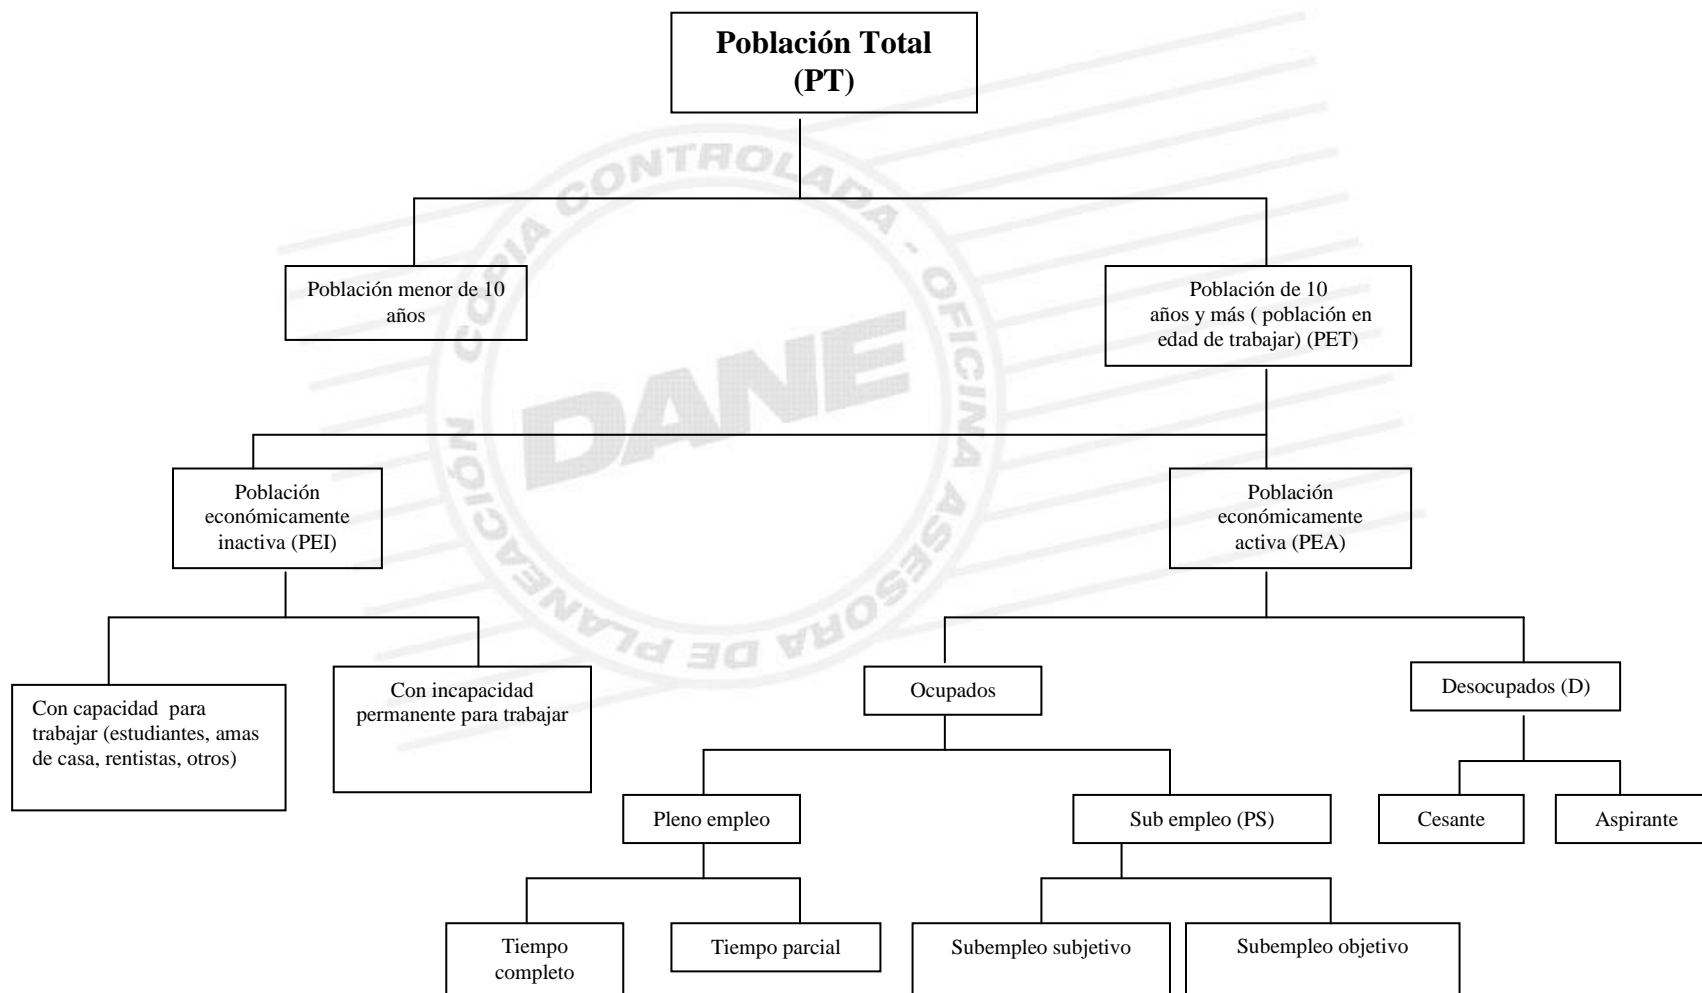 Población Total
(PT)
COPIA CONTROLADA - OFICINA ASESORA DE PLANEACIÓN
DANE
Población menor de 10
años
Población de 10
años y más ( población en
edad de trabajar) (PET)
Población
económicamente
inactiva (PEI)
Población
económicamente
activa (PEA)
Con capacidad para
trabajar (estudiantes, amas
de casa, rentistas, otros)
Con incapacidad
permanente para trabajar
Ocupados
Desocupados (D)
Pleno empleo
Sub empleo (PS)
Cesante
Aspirante
Tiempo
completo
Tiempo parcial
Subempleo subjetivo
Subempleo objetivo